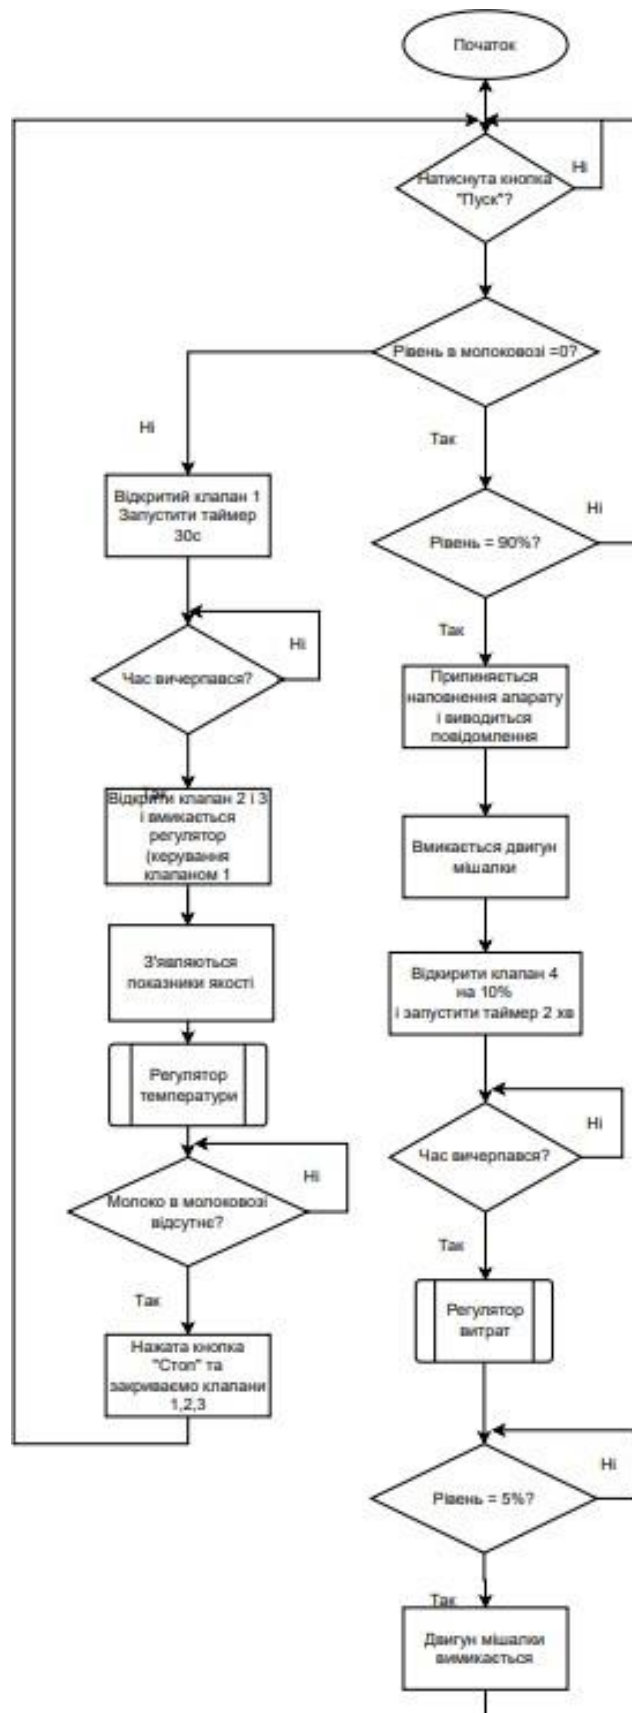 Початок
Натиснута кнопка
"Пуск"?
Ні
Рівень в молоковозі =0?
Ні
Так
Відкритий клапан 1
Запустити таймер
30с
Рівень = 90%?
Ні
Час вичерпався?
Ні
Так
Припиняється
наповнення апарату
і виводиться
повідомлення
Так
Відкрити клапан 2 і 3
і вмикається
регулятор
(керування
клапаном 1
Вмикається двигун
мішалки
З'являються
показники якості
Відкирити клапан 4
на 10%
і запустити таймер 2 хв
Регулятор
температури
Час вичерпався?
Ні
Молоко в молоковозі
відсутнє?
Ні
Так
Так
Регулятор
витрат
Нажата кнопка
"Стоп" та
закриваємо клапани
1,2,3
Рівень = 5%?
Ні
Так
Двигун мішалки
вимикається